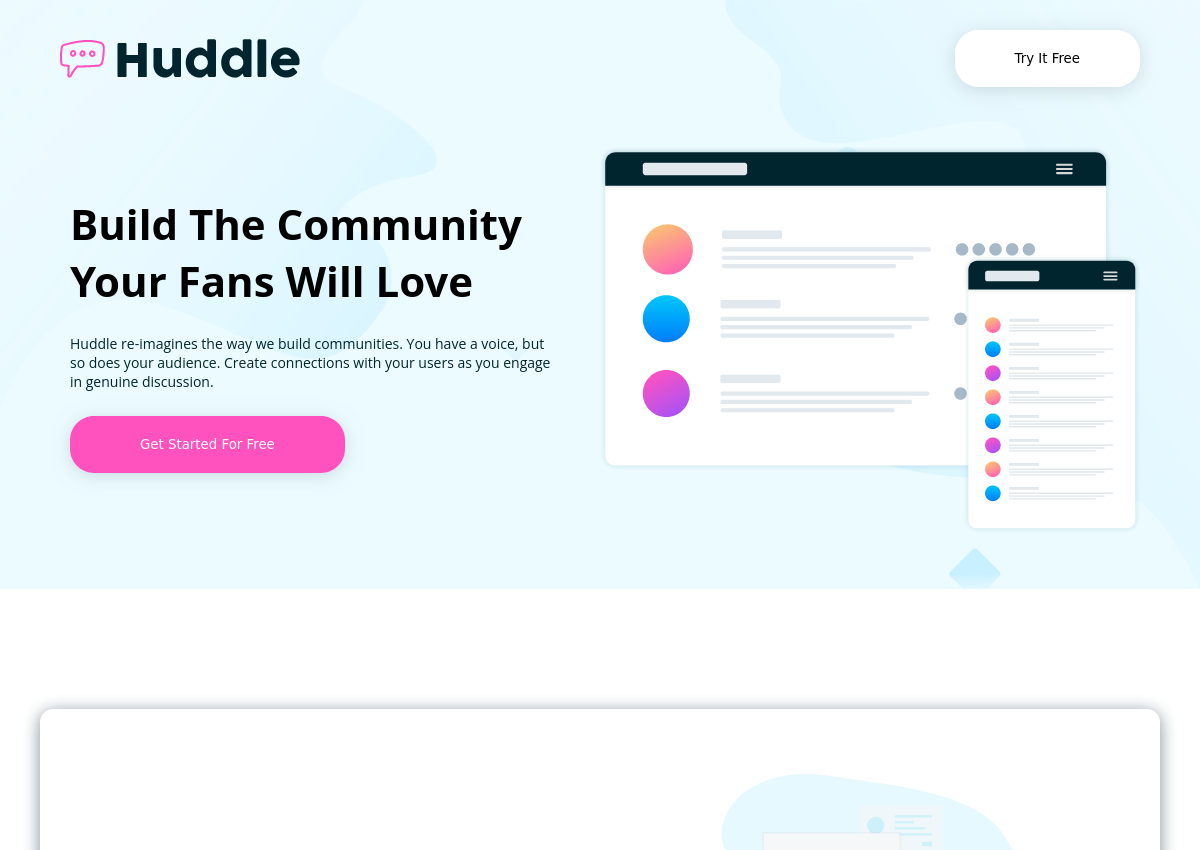 Huddle
Try It Free
Build The Community
Your Fans Will Love
Huddle re-imagines the way we build communities. You have a voice, but
so does your audience. Create connections with your users as you engage
in genuine discussion.
Get Started For Free